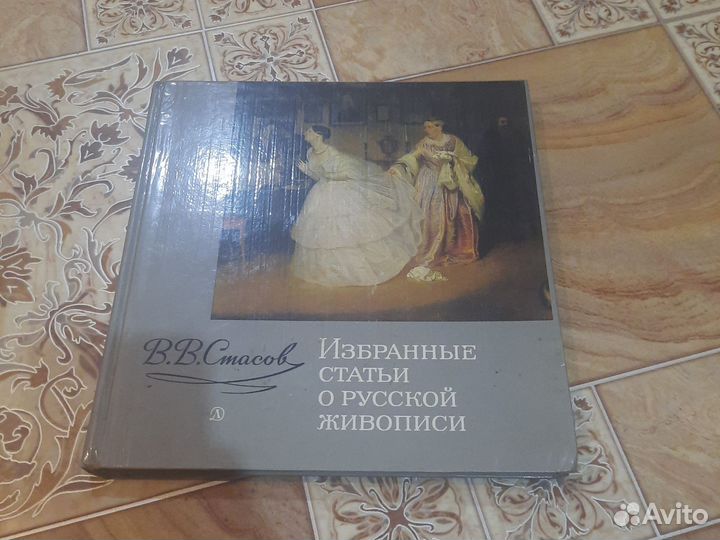 В.В.Стасов
ИЗБРАННЫЕ
СТАТЬИ
О РУССКОЙ
ЖИВОПИСИ
Avito